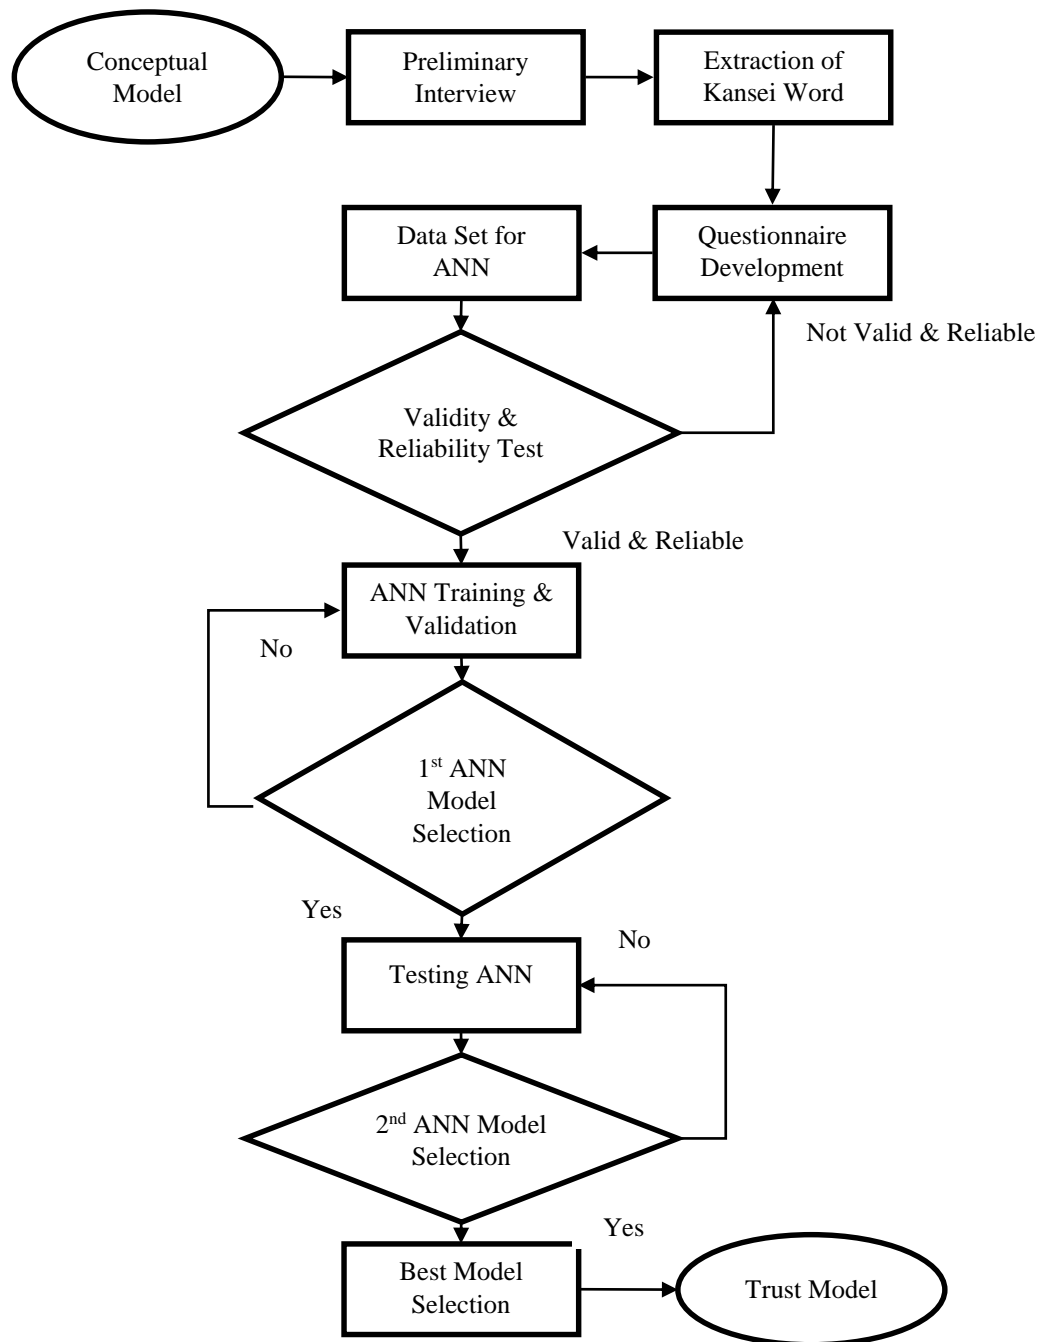 Conceptual
Model
Preliminary
Interview
Extraction of
Kansei Word
Data Set for
ANN
Questionnaire
Development
Not Valid & Reliable
Validity &
Reliability Test
Valid & Reliable
ANN Training &
Validation
No
1st ANN
Model
Selection
Yes
No
Testing ANN
2nd ANN Model
Selection
Yes
Best Model
Selection
Trust Model